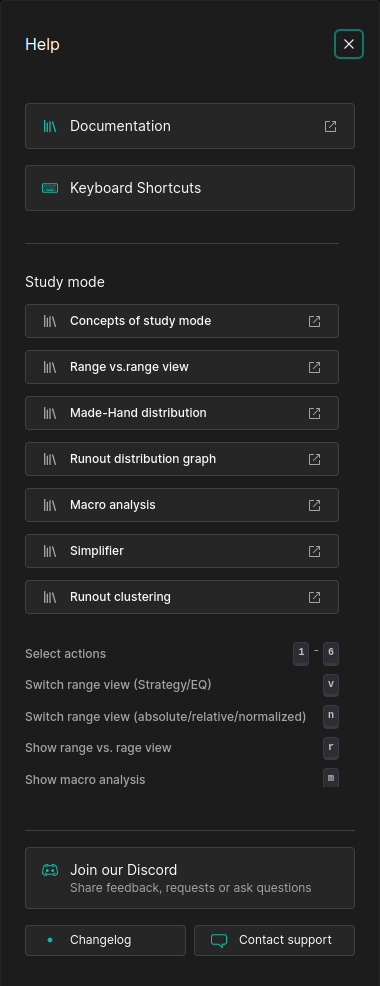 Help
Documentation
Keyboard Shortcuts
Study mode
Concepts of study mode
Range vs.range view
Made-Hand distribution
Runout distribution graph
Macro analysis
Simplifier
Runout clustering
Select actions 1 - 6
Switch range view (Strategy/EQ) v
Switch range view (absolute/relative/normalized) n
Show range vs. rage view r
Show macro analysis m
Join our Discord
Share feedback, requests or ask questions
Changelog Contact support